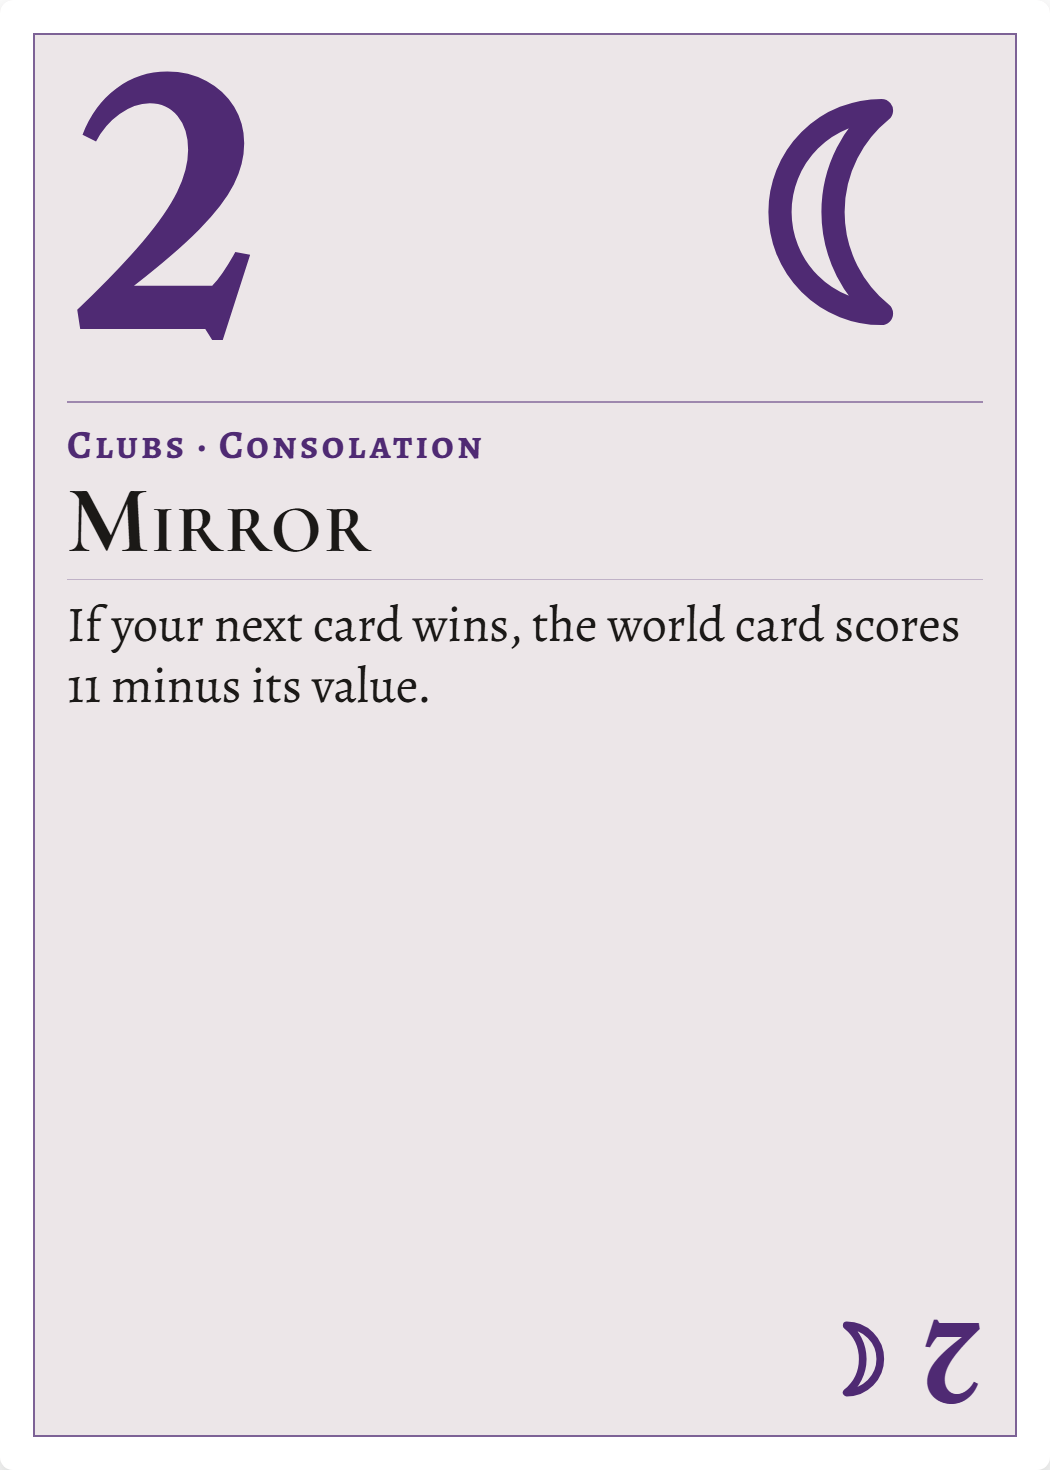 2
Clubs · Consolation
Mirror
If your next card wins, the world card scores
11 minus its value.
2